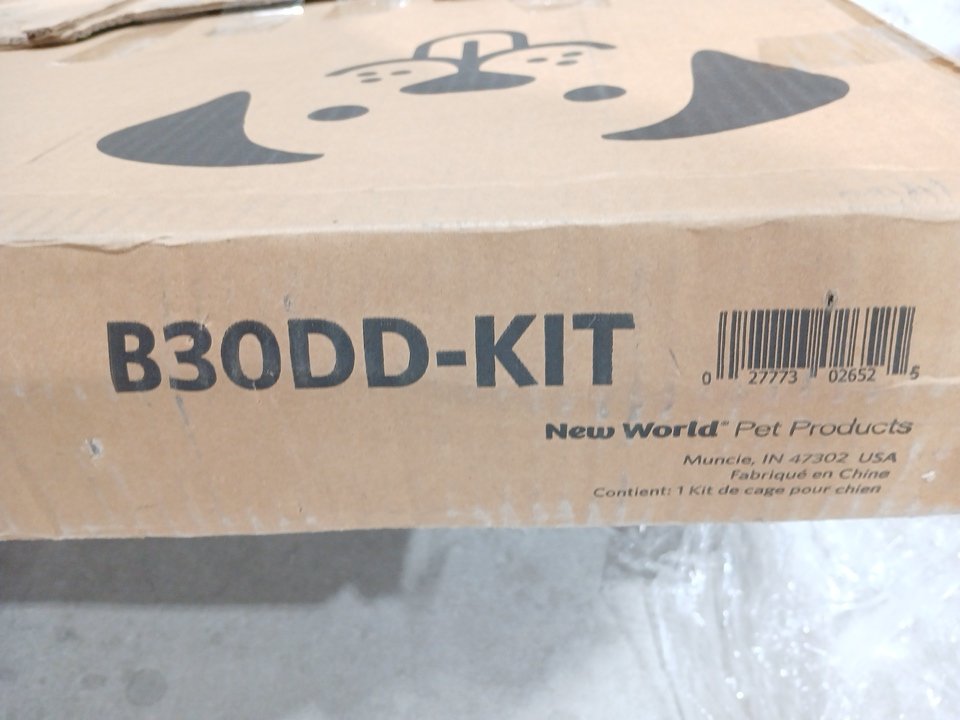 B30DD-KIT
0 27773 02652 5
New World® Pet Products
Muncie, IN 47302 USA
Fabriqué en Chine
Contient: 1 Kit de cage pour chien